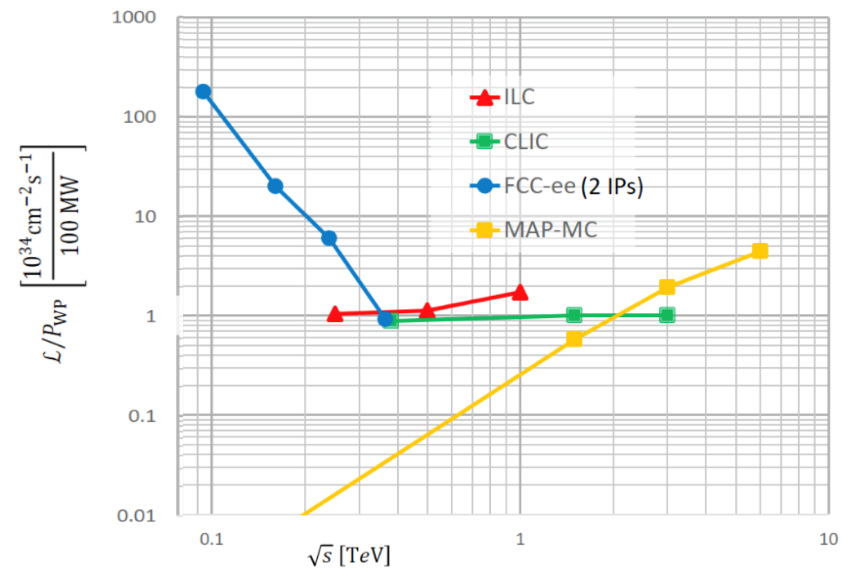 1000
100
10
1
0.1
0.01
ℒ/P_WP [10^34 cm^−2 s^−1 / 100 MW]
ILC
CLIC
FCC-ee (2 IPs)
MAP-MC
0.1
1
10
√s [TeV]